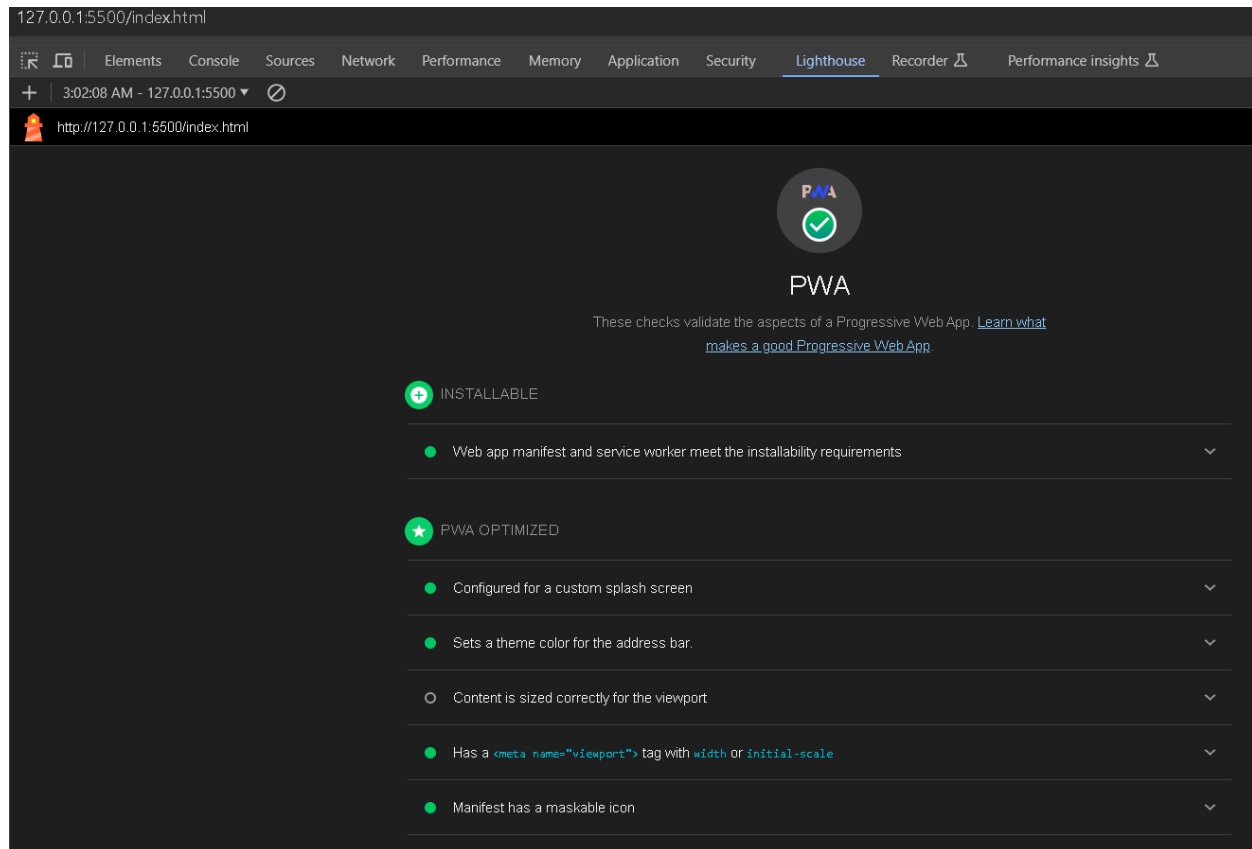 127.0.0.1:5500/index.html
Elements Console Sources Network Performance Memory Application Security Lighthouse Recorder Performance insights
3:02:08 AM - 127.0.0.1:5500
http://127.0.0.1:5500/index.html
PWA
PWA
These checks validate the aspects of a Progressive Web App. Learn what
makes a good Progressive Web App.
INSTALLABLE
Web app manifest and service worker meet the installability requirements
PWA OPTIMIZED
Configured for a custom splash screen
Sets a theme color for the address bar.
Content is sized correctly for the viewport
Has a <meta name="viewport"> tag with width or initial-scale
Manifest has a maskable icon